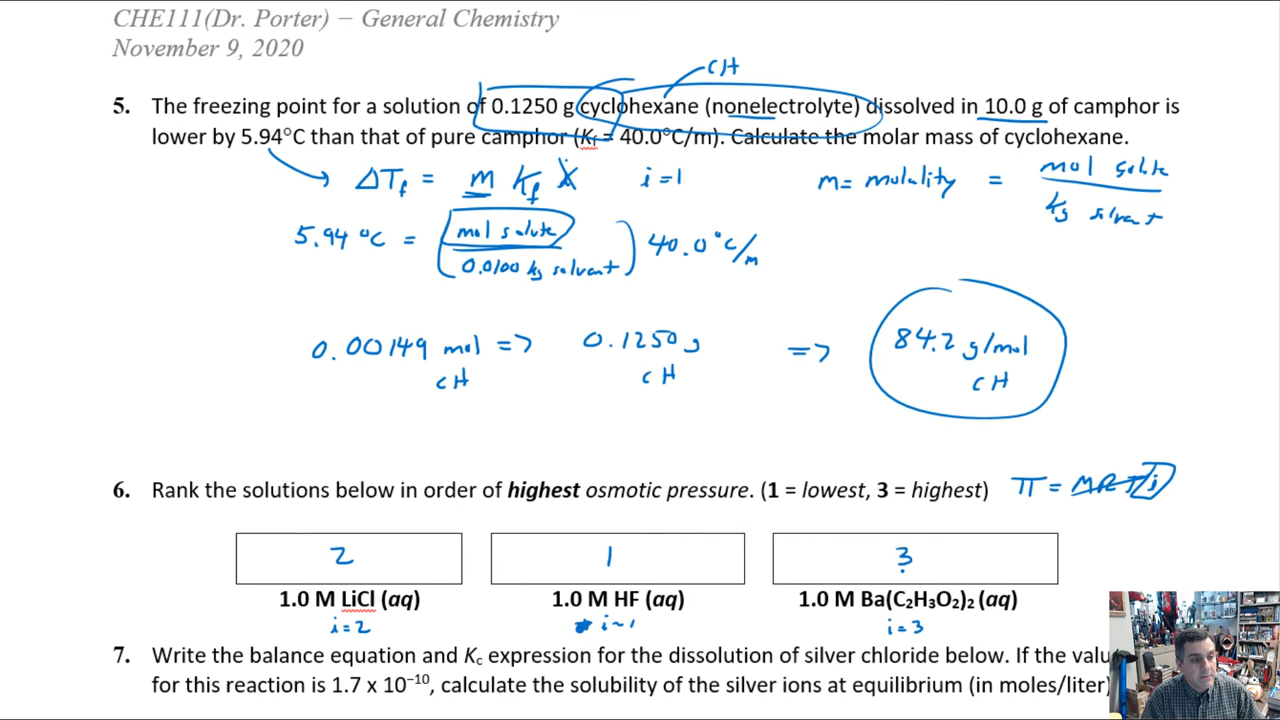 CHE111(Dr. Porter) – General Chemistry
November 9, 2020
CH
5. The freezing point for a solution of 0.1250 g cyclohexane (nonelectrolyte) dissolved in 10.0 g of camphor is
lower by 5.94°C than that of pure camphor (Kf = 40.0°C/m). Calculate the molar mass of cyclohexane.
ΔTf = m Kf i i=1 m= molality = mol solute / kg solvent
5.94 °C = (mol solute / 0.0100 kg solvent) 40.0 °C/m
0.00149 mol => 0.1250 g => 84.2 g/mol
CH CH CH
6. Rank the solutions below in order of highest osmotic pressure. (1 = lowest, 3 = highest) π = MRT i
2 1 3
1.0 M LiCl (aq) 1.0 M HF (aq) 1.0 M Ba(C₂H₃O₂)₂ (aq)
i=2 i~1 i=3
7. Write the balance equation and Kc expression for the dissolution of silver chloride below. If the valu
for this reaction is 1.7 x 10⁻¹⁰, calculate the solubility of the silver ions at equilibrium (in moles/liter)